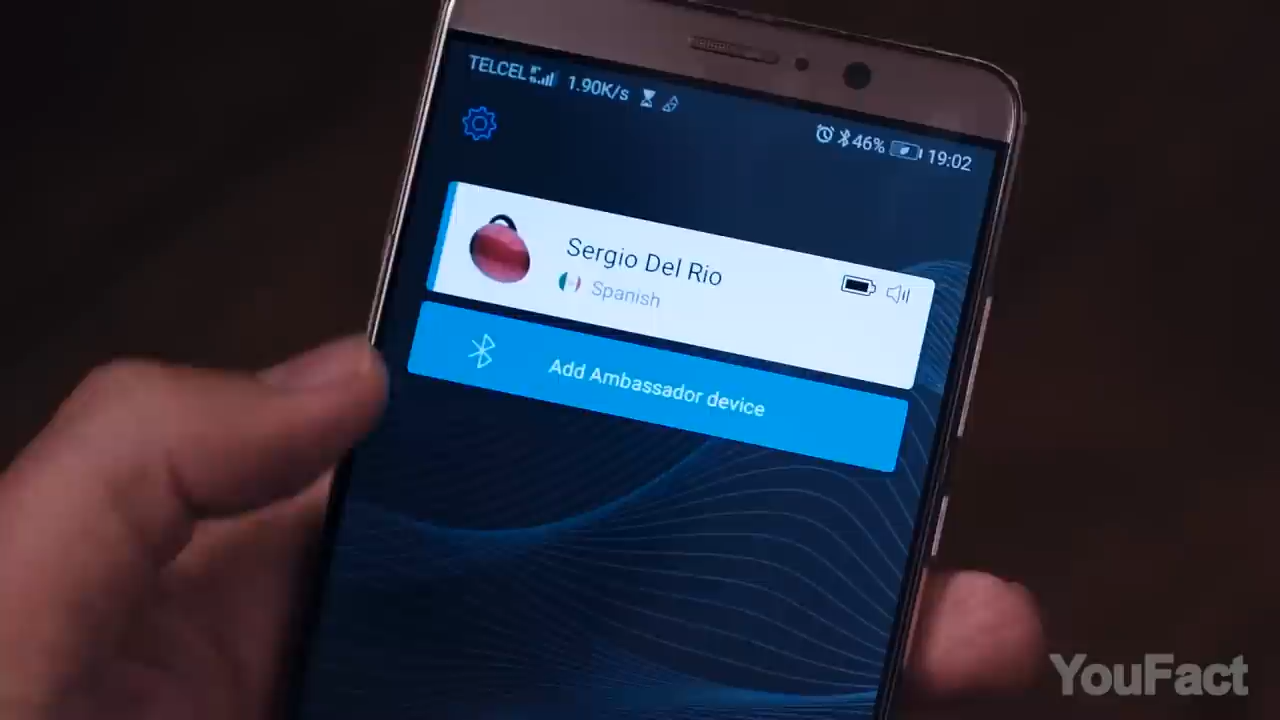 TELCEL 1.90K/s 46% 19:02
Sergio Del Rio
Spanish
Add Ambassador device
YouFact